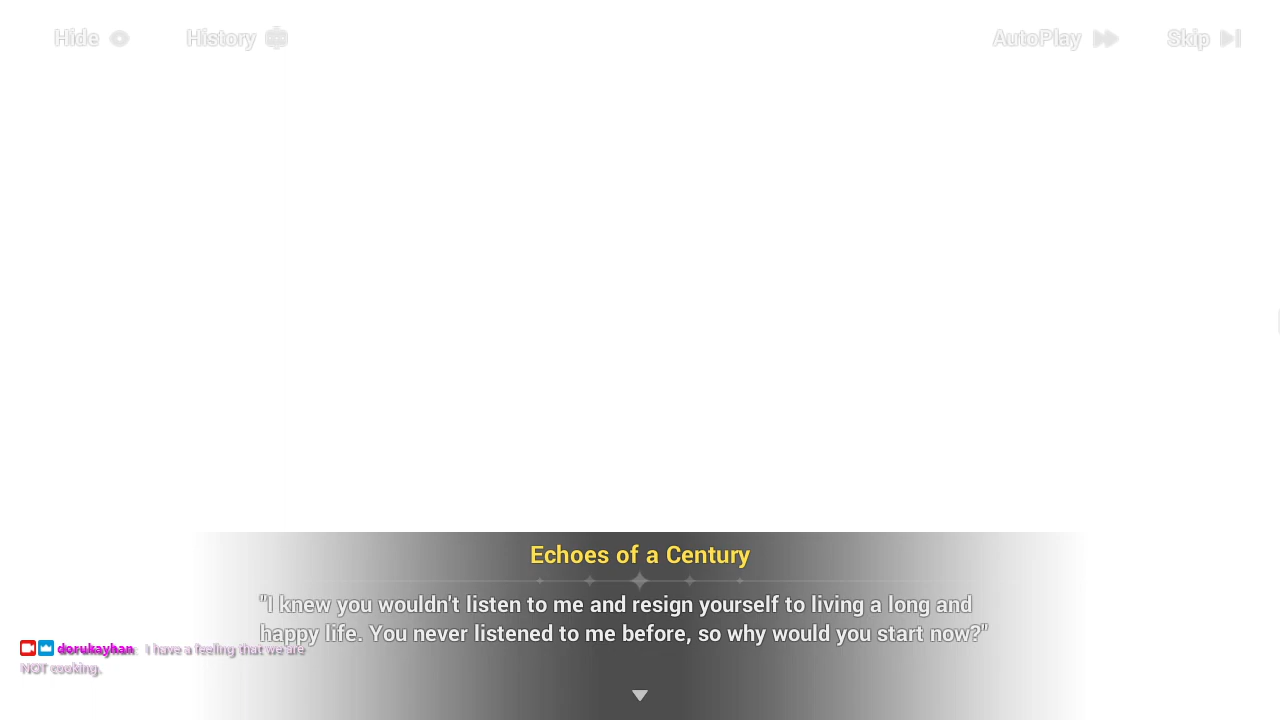 Hide
History
AutoPlay
Skip
Echoes of a Century
"I knew you wouldn't listen to me and resign yourself to living a long and
happy life. You never listened to me before, so why would you start now?"
dorukayhan: I have a feeling that we are
NOT cooking.